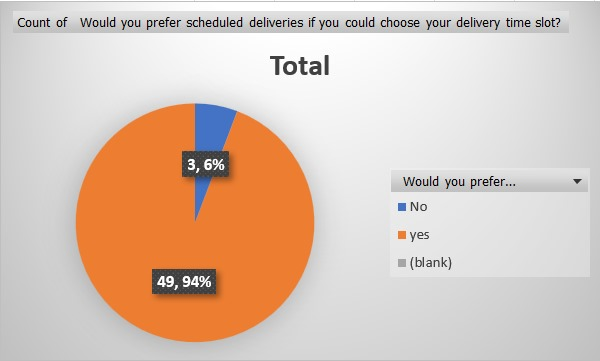 Count of Would you prefer scheduled deliveries if you could choose your delivery time slot?
Total
3, 6%
49, 94%
Would you prefer...
No
yes
(blank)